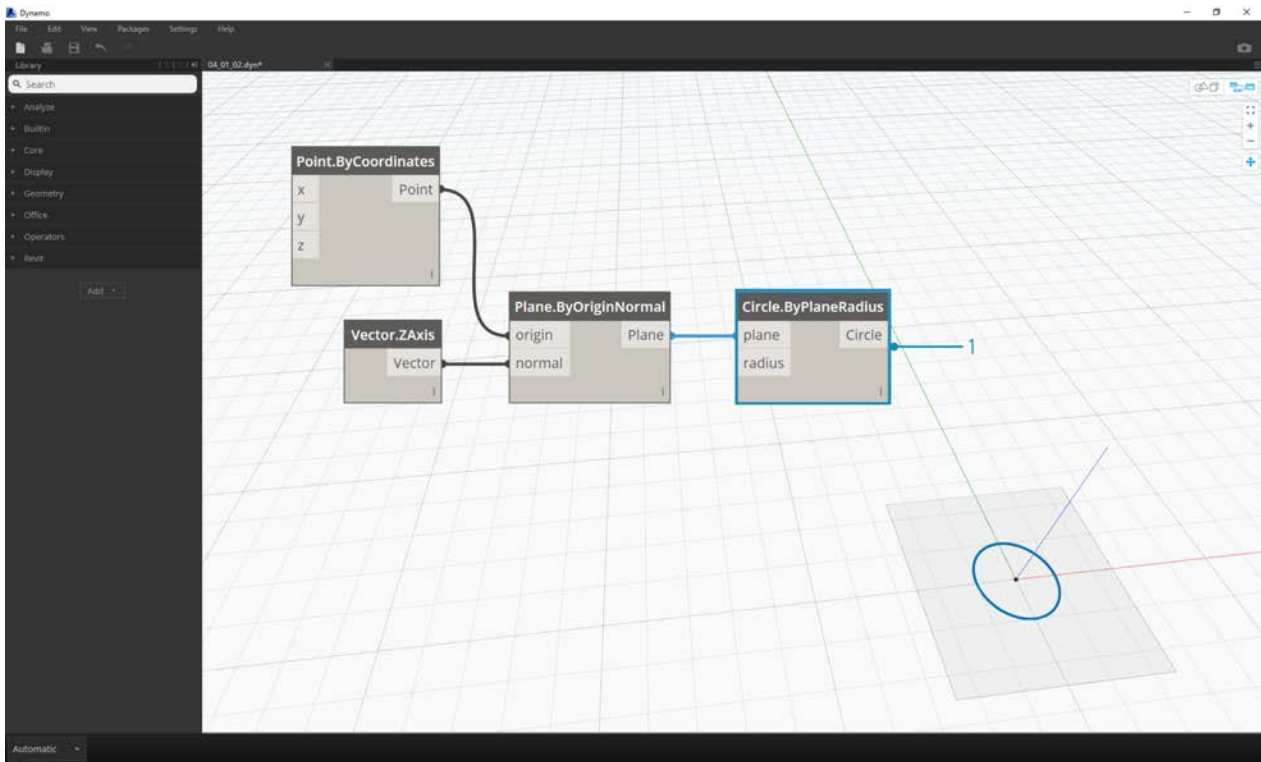 Dynamo
File Edit View Packages Settings Help
Library
04_01_02.dyn*
Search
Analyze
BuiltIn
Core
Display
Geometry
Office
Operators
Revit
Add
Point.ByCoordinates
x Point
y
z
Vector.ZAxis
Vector
Plane.ByOriginNormal
origin Plane
normal
Circle.ByPlaneRadius
plane Circle
radius
1
Automatic